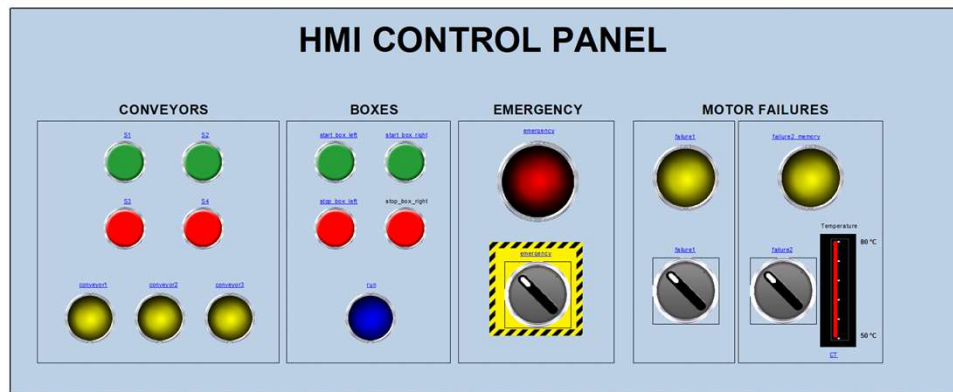 HMI CONTROL PANEL
CONVEYORS
BOXES
EMERGENCY
MOTOR FAILURES
S1
S2
start_box_left
start_box_right
emergency
failure1
failure2_memory
S3
S4
stop_box_left
stop_box_right
Temperature
80 °C
emergency
failure1
failure2
conveyor1
conveyor2
conveyor3
run
50 °C
CT